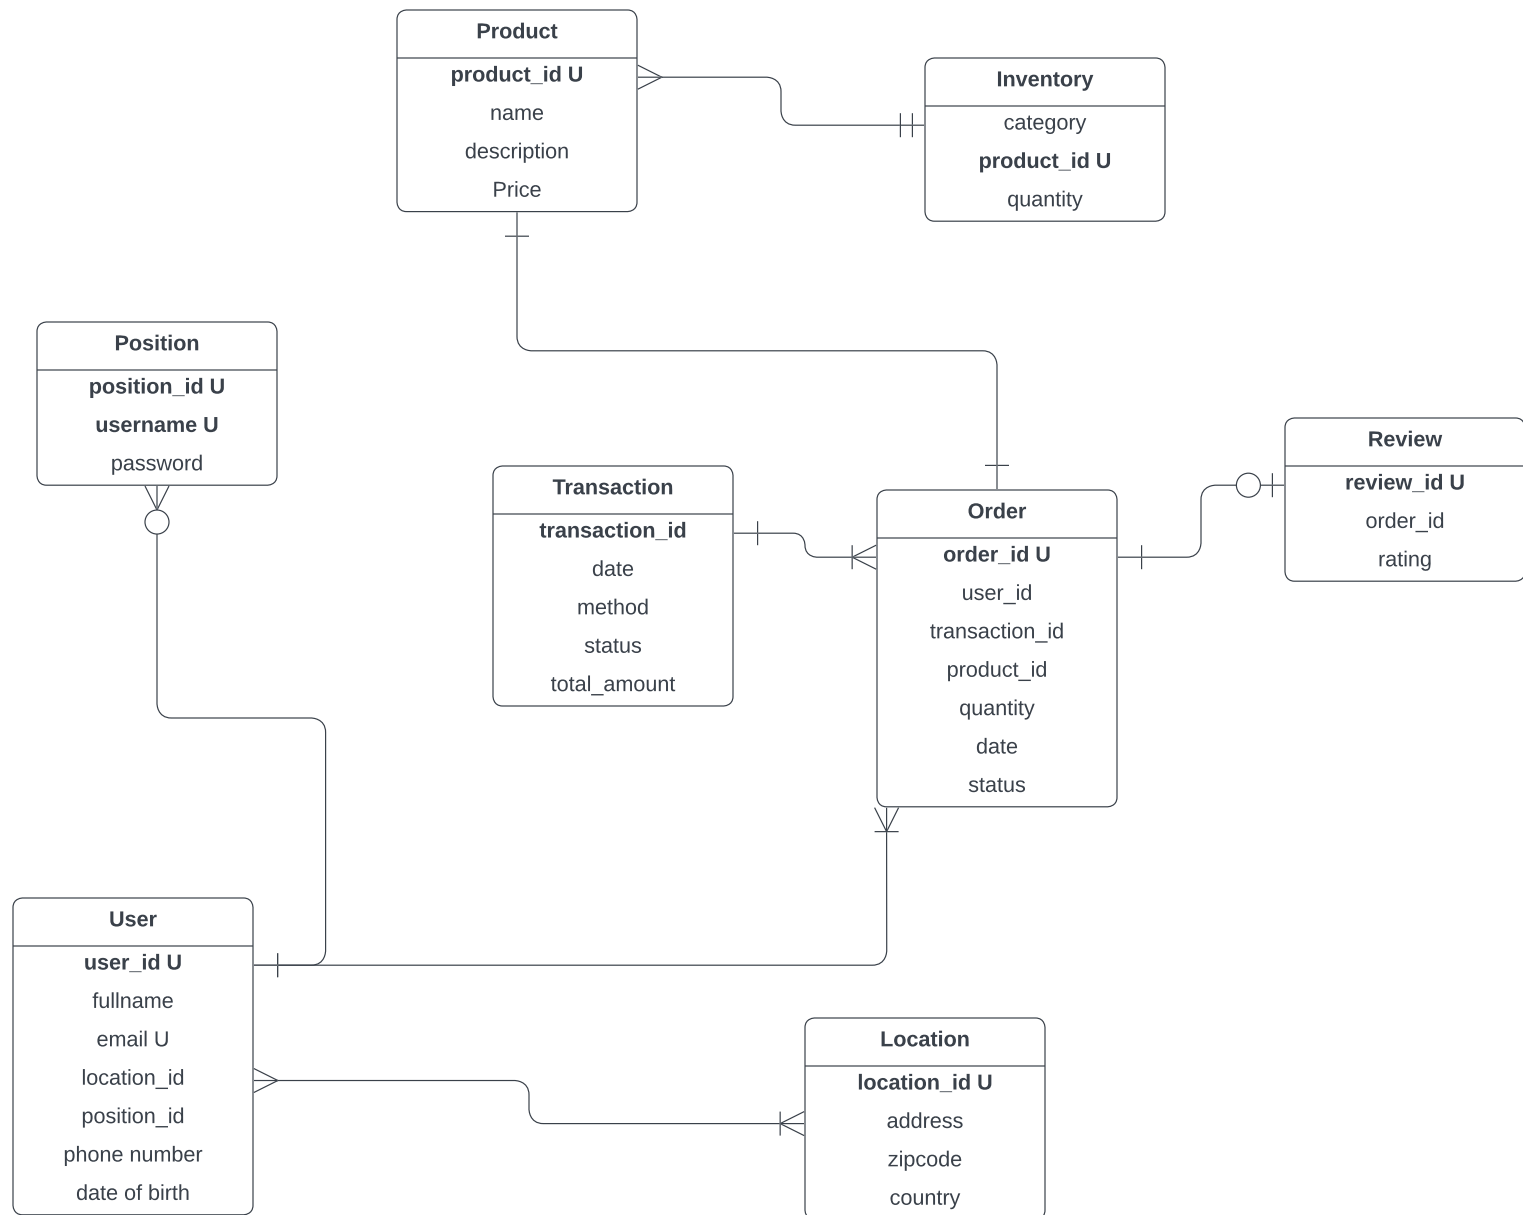 Product
product_id U
name
description
Price
Inventory
category
product_id U
quantity
Position
position_id U
username U
password
Transaction
transaction_id
date
method
status
total_amount
Order
order_id U
user_id
transaction_id
product_id
quantity
date
status
Review
review_id U
order_id
rating
User
user_id U
fullname
email U
location_id
position_id
phone number
date of birth
Location
location_id U
address
zipcode
country